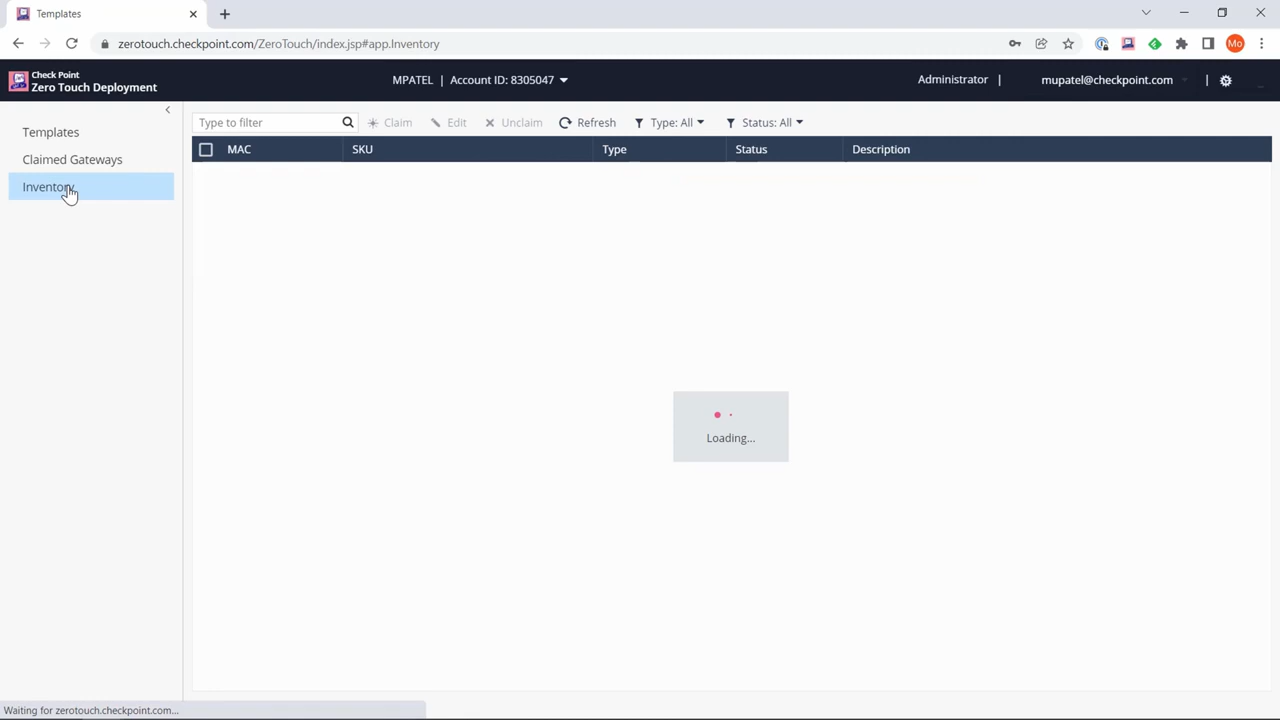 Templates
zerotouch.checkpoint.com/ZeroTouch/index.jsp#app.Inventory
Mo
Check Point
Zero Touch Deployment
MPATEL | Account ID: 8305047
Administrator |
mupatel@checkpoint.com |
Templates
Claimed Gateways
Inventory
Type to filter
Claim
Edit
Unclaim
Refresh
Type: All
Status: All
MAC
SKU
Type
Status
Description
Loading...
Waiting for zerotouch.checkpoint.com...